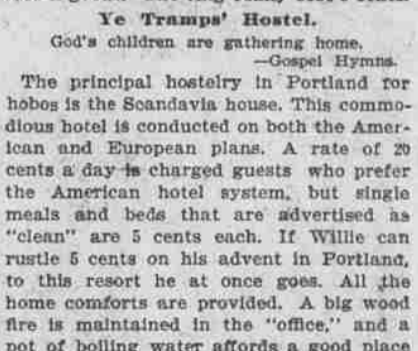 Ye Tramps' Hostel.
God's children are gathering home.
—Gospel Hymns.
The principal hostelry in Portland for
hobos is the Scandavia house. This commo-
dious hotel is conducted on both the Amer-
ican and European plans. A rate of 20
cents a day is charged guests who prefer
the American hotel system, but single
meals and beds that are advertised as
"clean" are 5 cents each. If Willie can
rustle 5 cents on his advent in Portland,
to this resort he at once goes. All the
home comforts are provided. A big wood
fire is maintained in the "office," and a
pot of boiling water affords a good place